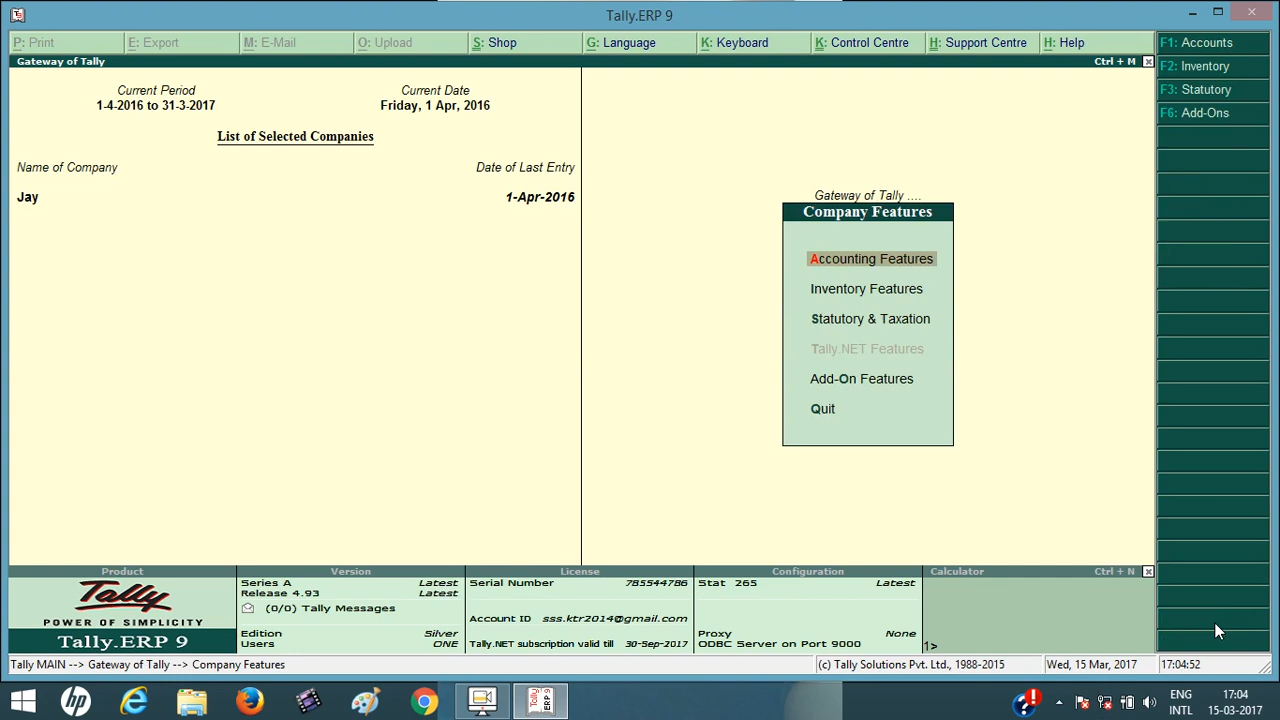 Tally.ERP 9
P: Print
E: Export
M: E-Mail
O: Upload
S: Shop
G: Language
K: Keyboard
K: Control Centre
H: Support Centre
H: Help
F1: Accounts
F2: Inventory
F3: Statutory
F6: Add-Ons
Gateway of Tally
Ctrl + M
Current Period
1-4-2016 to 31-3-2017
Current Date
Friday, 1 Apr, 2016
List of Selected Companies
Name of Company
Date of Last Entry
Jay
1-Apr-2016
Gateway of Tally ....
Company Features
Accounting Features
Inventory Features
Statutory & Taxation
Tally.NET Features
Add-On Features
Quit
Product
Tally
POWER OF SIMPLICITY
Tally.ERP 9
Version
Series A Latest
Release 4.93 Latest
(0/0) Tally Messages
Edition Silver
Users ONE
License
Serial Number 785544786
Account ID sss.ktr2014@gmail.com
Tally.NET subscription valid till 30-Sep-2017
Configuration
Stat 265 Latest
Proxy None
ODBC Server on Port 9000
Calculator
Ctrl + N
1>
Tally MAIN --> Gateway of Tally --> Company Features
(c) Tally Solutions Pvt. Ltd., 1988-2015
Wed, 15 Mar, 2017
17:04:52
hp
Tally
ERP 9
ENG
INTL
17:04
15-03-2017